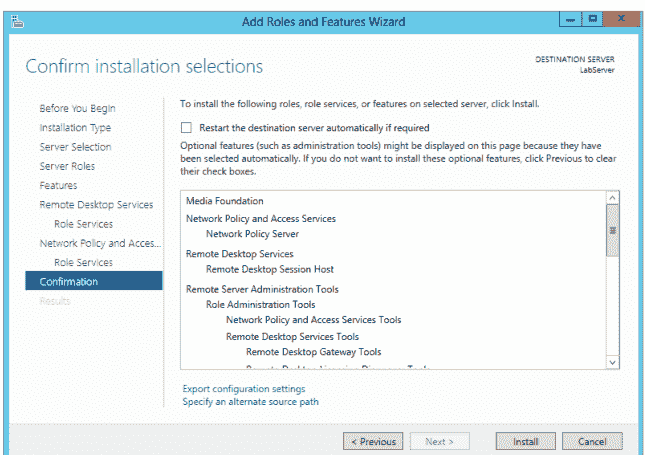 Add Roles and Features Wizard
Confirm installation selections
DESTINATION SERVER
LabServer
Before You Begin
Installation Type
Server Selection
Server Roles
Features
Remote Desktop Services
Role Services
Network Policy and Acces...
Role Services
Confirmation
Results
To install the following roles, role services, or features on selected server, click Install.
Restart the destination server automatically if required
Optional features (such as administration tools) might be displayed on this page because they have
been selected automatically. If you do not want to install these optional features, click Previous to clear
their check boxes.
Media Foundation
Network Policy and Access Services
Network Policy Server
Remote Desktop Services
Remote Desktop Session Host
Remote Server Administration Tools
Role Administration Tools
Network Policy and Access Services Tools
Remote Desktop Services Tools
Remote Desktop Gateway Tools
Export configuration settings
Specify an alternate source path
< Previous
Next >
Install
Cancel